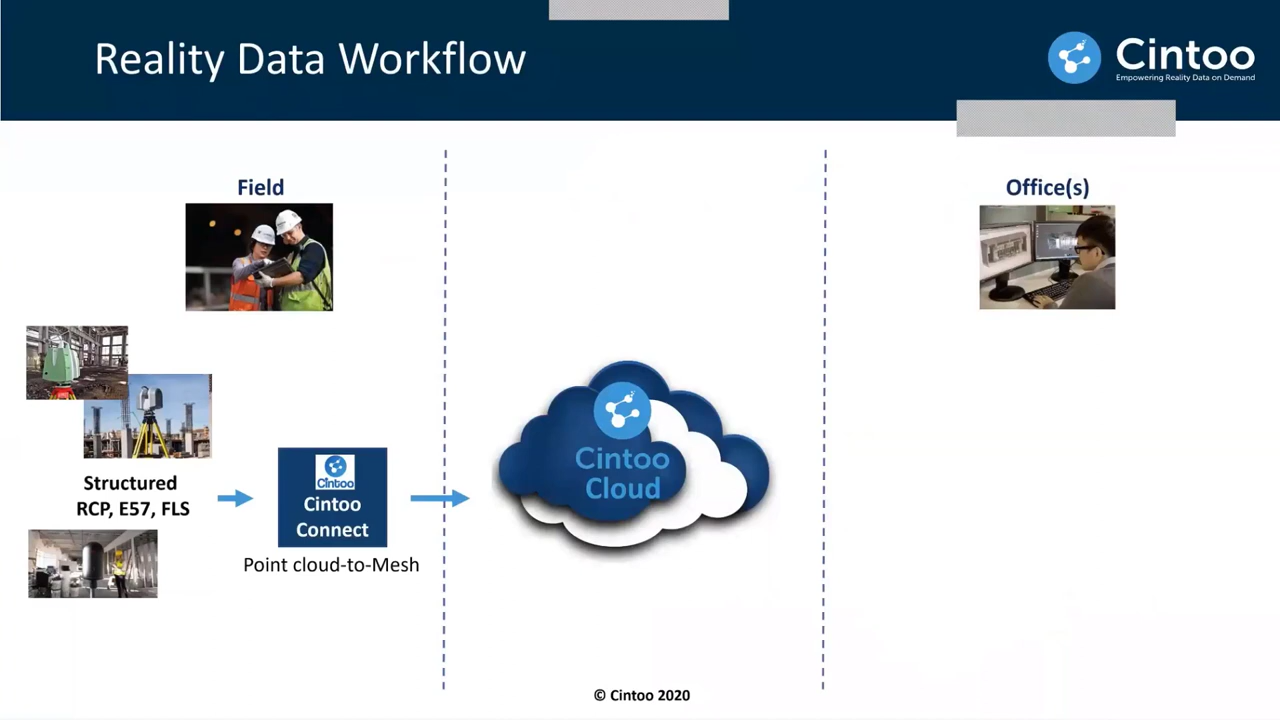 Reality Data Workflow
Cintoo
Empowering Reality Data on Demand
Field
Office(s)
Structured
RCP, E57, FLS
Cintoo
Cintoo
Connect
Point cloud-to-Mesh
Cintoo
Cloud
© Cintoo 2020